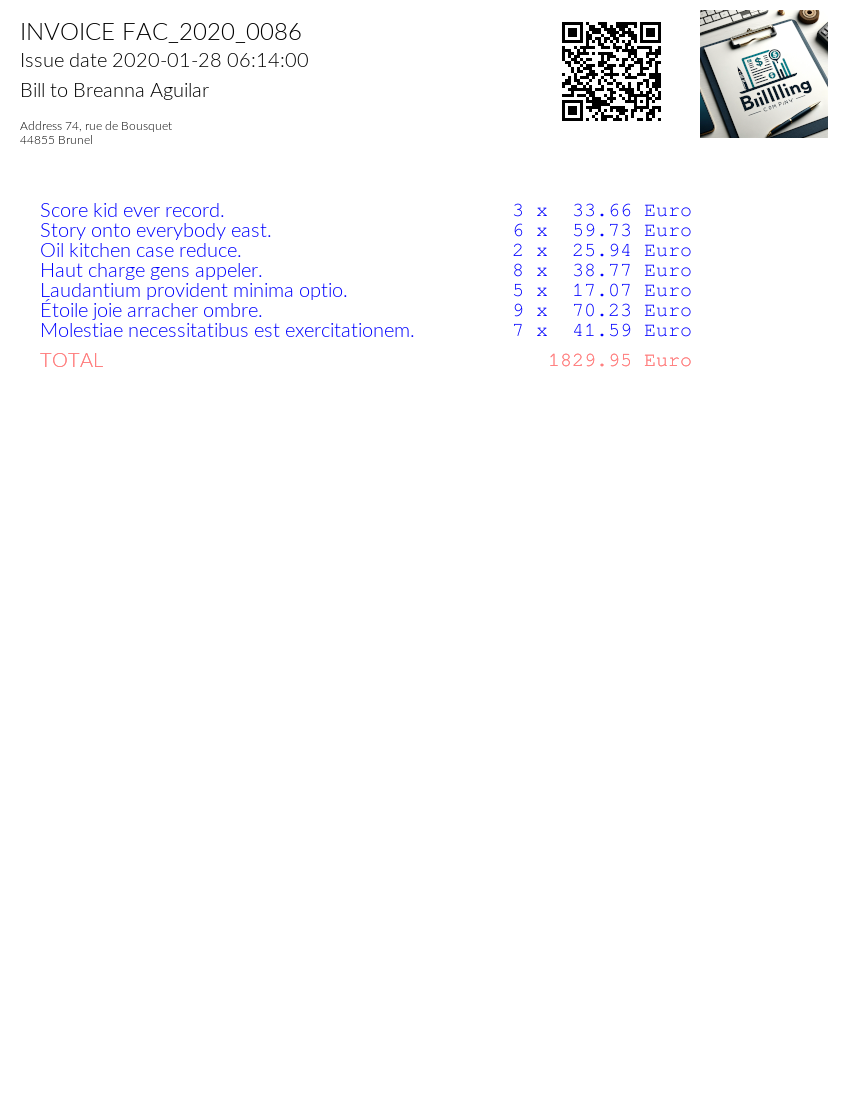 INVOICE FAC_2020_0086
Issue date 2020-01-28 06:14:00
Bill to Breanna Aguilar
Address 74, rue de Bousquet
44855 Brunel
Biilllling
COMPANY
Score kid ever record. 3 x 33.66 Euro
Story onto everybody east. 6 x 59.73 Euro
Oil kitchen case reduce. 2 x 25.94 Euro
Haut charge gens appeler. 8 x 38.77 Euro
Laudantium provident minima optio. 5 x 17.07 Euro
Étoile joie arracher ombre. 9 x 70.23 Euro
Molestiae necessitatibus est exercitationem. 7 x 41.59 Euro
TOTAL 1829.95 Euro